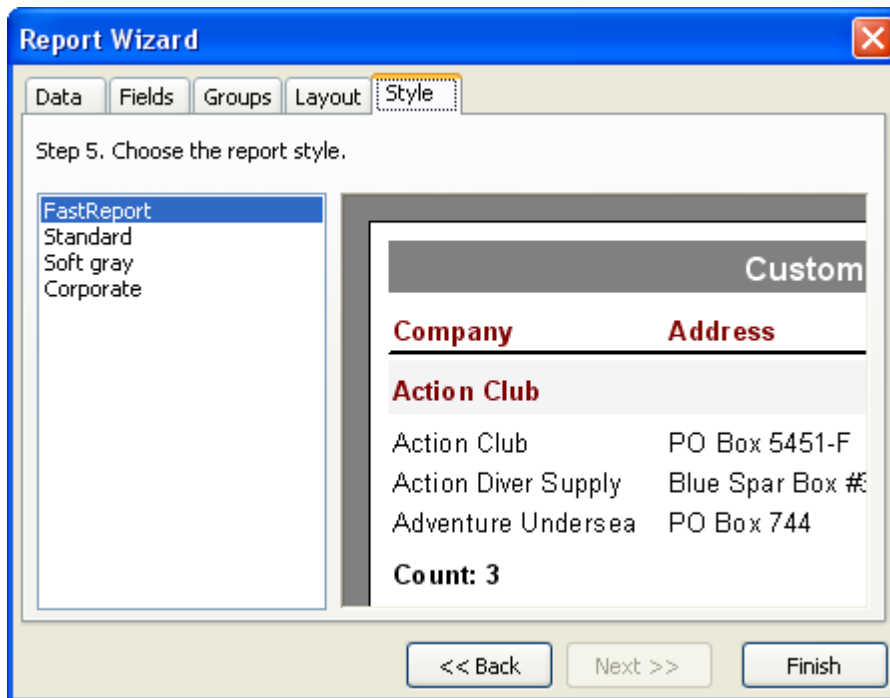 Report Wizard
Data Fields Groups Layout Style
Step 5. Choose the report style.
FastReport
Standard
Soft gray
Corporate
Custom
Company Address
Action Club
Action Club PO Box 5451-F
Action Diver Supply Blue Spar Box #3
Adventure Undersea PO Box 744
Count: 3
<< Back Next >> Finish